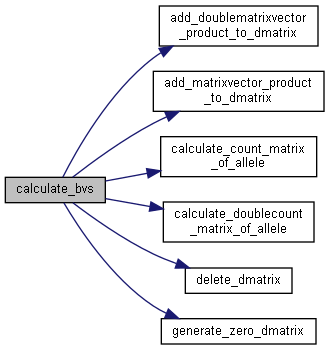 add_doublematrixvector
_product_to_dmatrix
add_matrixvector_product
_to_dmatrix
calculate_count_matrix
_of_allele
calculate_bvs
calculate_doublecount
_matrix_of_allele
delete_dmatrix
generate_zero_dmatrix